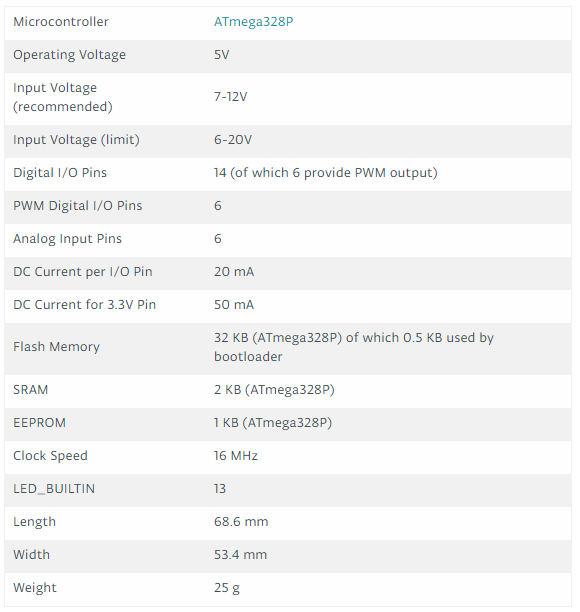 Microcontroller ATmega328P
Operating Voltage 5V
Input Voltage
(recommended) 7-12V
Input Voltage (limit) 6-20V
Digital I/O Pins 14 (of which 6 provide PWM output)
PWM Digital I/O Pins 6
Analog Input Pins 6
DC Current per I/O Pin 20 mA
DC Current for 3.3V Pin 50 mA
Flash Memory 32 KB (ATmega328P) of which 0.5 KB used by
bootloader
SRAM 2 KB (ATmega328P)
EEPROM 1 KB (ATmega328P)
Clock Speed 16 MHz
LED_BUILTIN 13
Length 68.6 mm
Width 53.4 mm
Weight 25 g